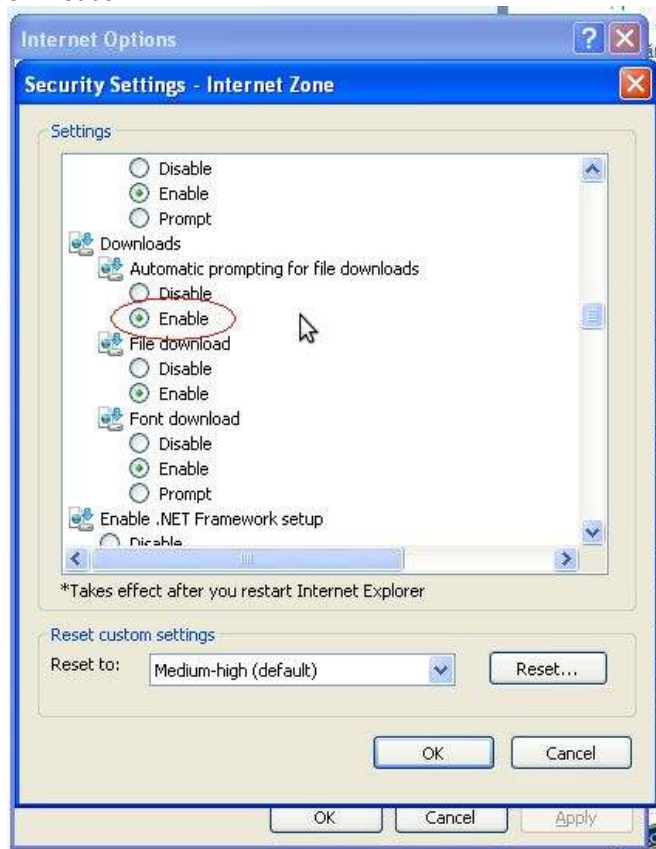 Internet Options
Security Settings - Internet Zone
Settings
Disable
Enable
Prompt
Downloads
Automatic prompting for file downloads
Disable
Enable
File download
Disable
Enable
Font download
Disable
Enable
Prompt
Enable .NET Framework setup
Disable
*Takes effect after you restart Internet Explorer
Reset custom settings
Reset to: Medium-high (default) Reset...
OK Cancel
OK Cancel Apply